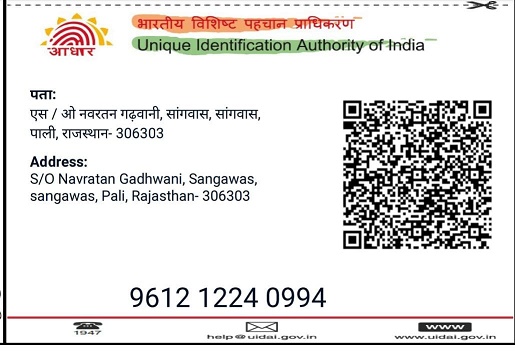 भारतीय विशिष्ट पहचान प्राधिकरण
Unique Identification Authority of India
आधार
पता:
एस / ओ नवरतन गढ़वानी, सांगवास, सांगवास,
पाली, राजस्थान- 306303
Address:
S/O Navratan Gadhwani, Sangawas,
sangawas, Pali, Rajasthan- 306303
9612 1224 0994
1947
help@uidai.gov.in
www
www.uidai.gov.in